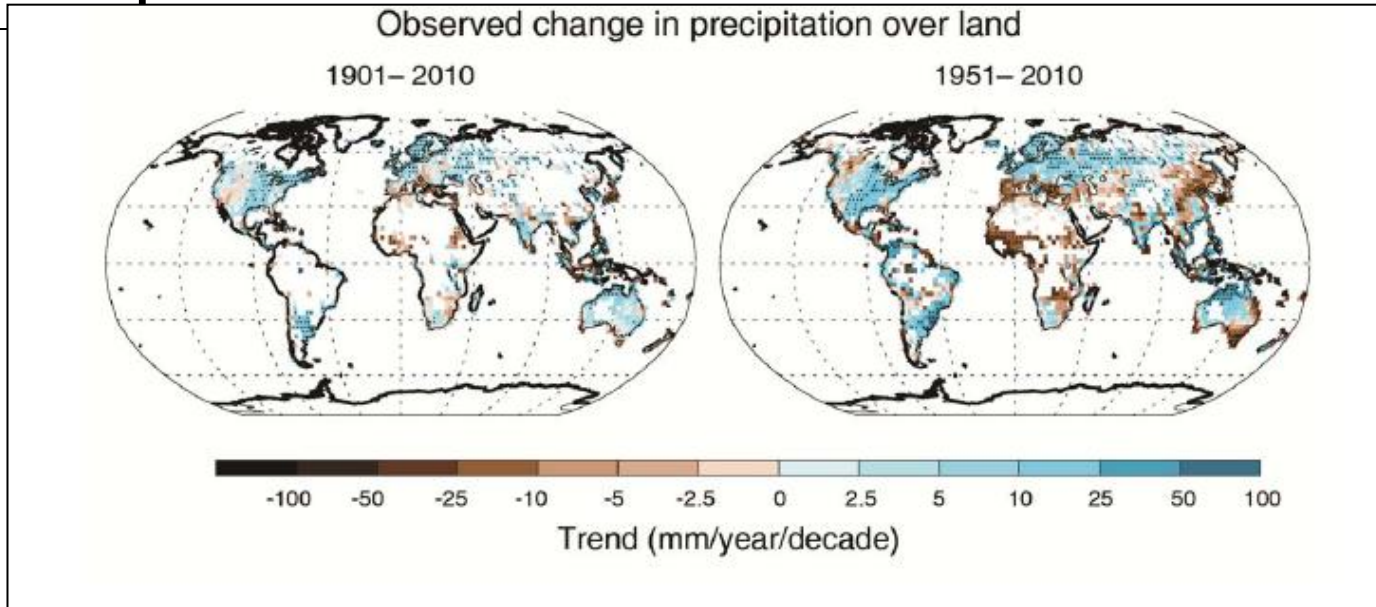 Observed change in precipitation over land
1901– 2010
1951– 2010
-100 -50 -25 -10 -5 -2.5 0 2.5 5 10 25 50 100
Trend (mm/year/decade)